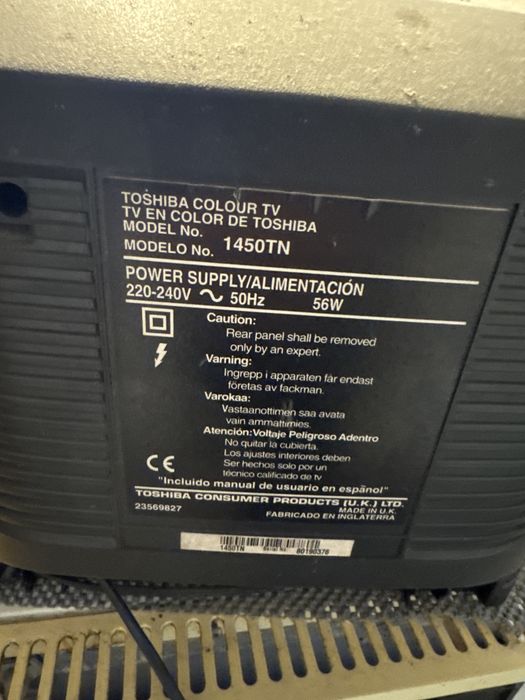 TOSHIBA COLOUR TV
TV EN COLOR DE TOSHIBA
MODEL No.
MODELO No. 1450TN
POWER SUPPLY/ALIMENTACIÓN
220-240V ∿ 50Hz 56W
Caution:
Rear panel shall be removed
only by an expert.
Varning:
Ingrepp i apparaten får endast
företas av fackman.
Varokaa:
Vastaanottimen saa avata
vain ammattimies.
Atención:Voltaje Peligroso Adentro
No quitar la cubierta.
Los ajustes interiores deben
Ser hechos solo por un
técnico calificado de tv
CE
"Incluido manual de usuario en español"
TOSHIBA CONSUMER PRODUCTS (U.K.) LTD.
MADE IN U.K.
23569827
FABRICADO EN INGLATERRA
1450TN Serial No. 80190376